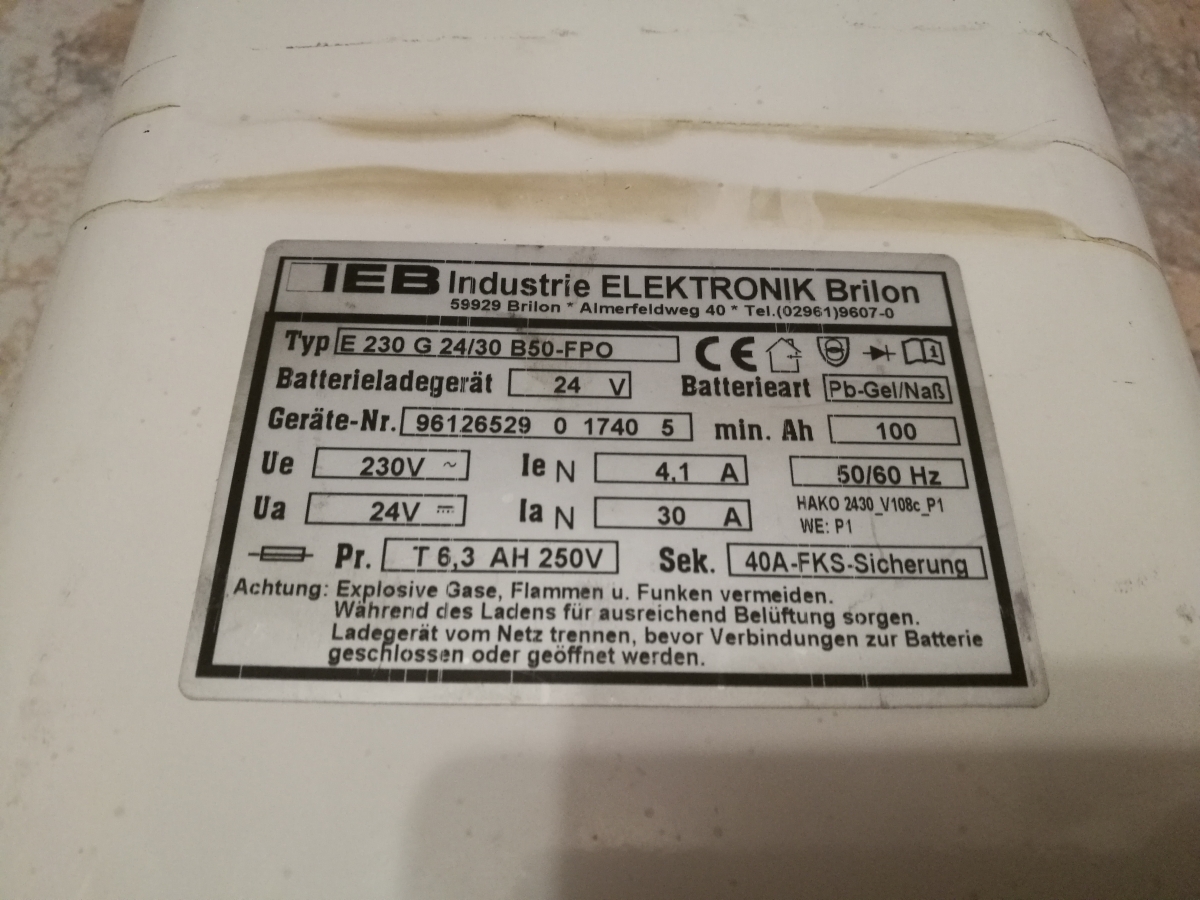 IEB Industrie ELEKTRONIK Brilon
59929 Brilon * Almerfeldweg 40 * Tel.(02961)9607-0
Typ E 230 G 24/30 B50-FPO CE
Batterieladegerät 24 V Batterieart Pb-Gel/Naß
Geräte-Nr. 96126529 0 1740 5 min. Ah 100
Ue 230V ~ Ie N 4,1 A 50/60 Hz
Ua 24V Ia N 30 A HAKO 2430_V108c_P1
WE: P1
Pr. T 6,3 AH 250V Sek. 40A-FKS-Sicherung
Achtung: Explosive Gase, Flammen u. Funken vermeiden.
Während des Ladens für ausreichend Belüftung sorgen.
Ladegerät vom Netz trennen, bevor Verbindungen zur Batterie
geschlossen oder geöffnet werden.